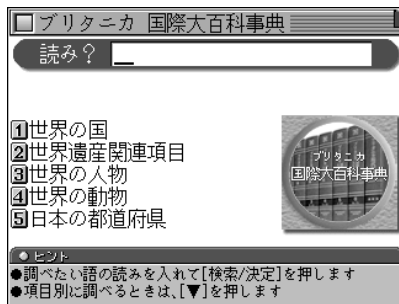 ブリタニカ 国際大百科事典
読み?
1世界の国
2世界遺産関連項目
3世界の人物
4世界の動物
5日本の都道府県
ブリタニカ
国際大百科事典
●ヒント
●調べたい語の読みを入れて[検索/決定]を押します
●項目別に調べるときは、[▼]を押します